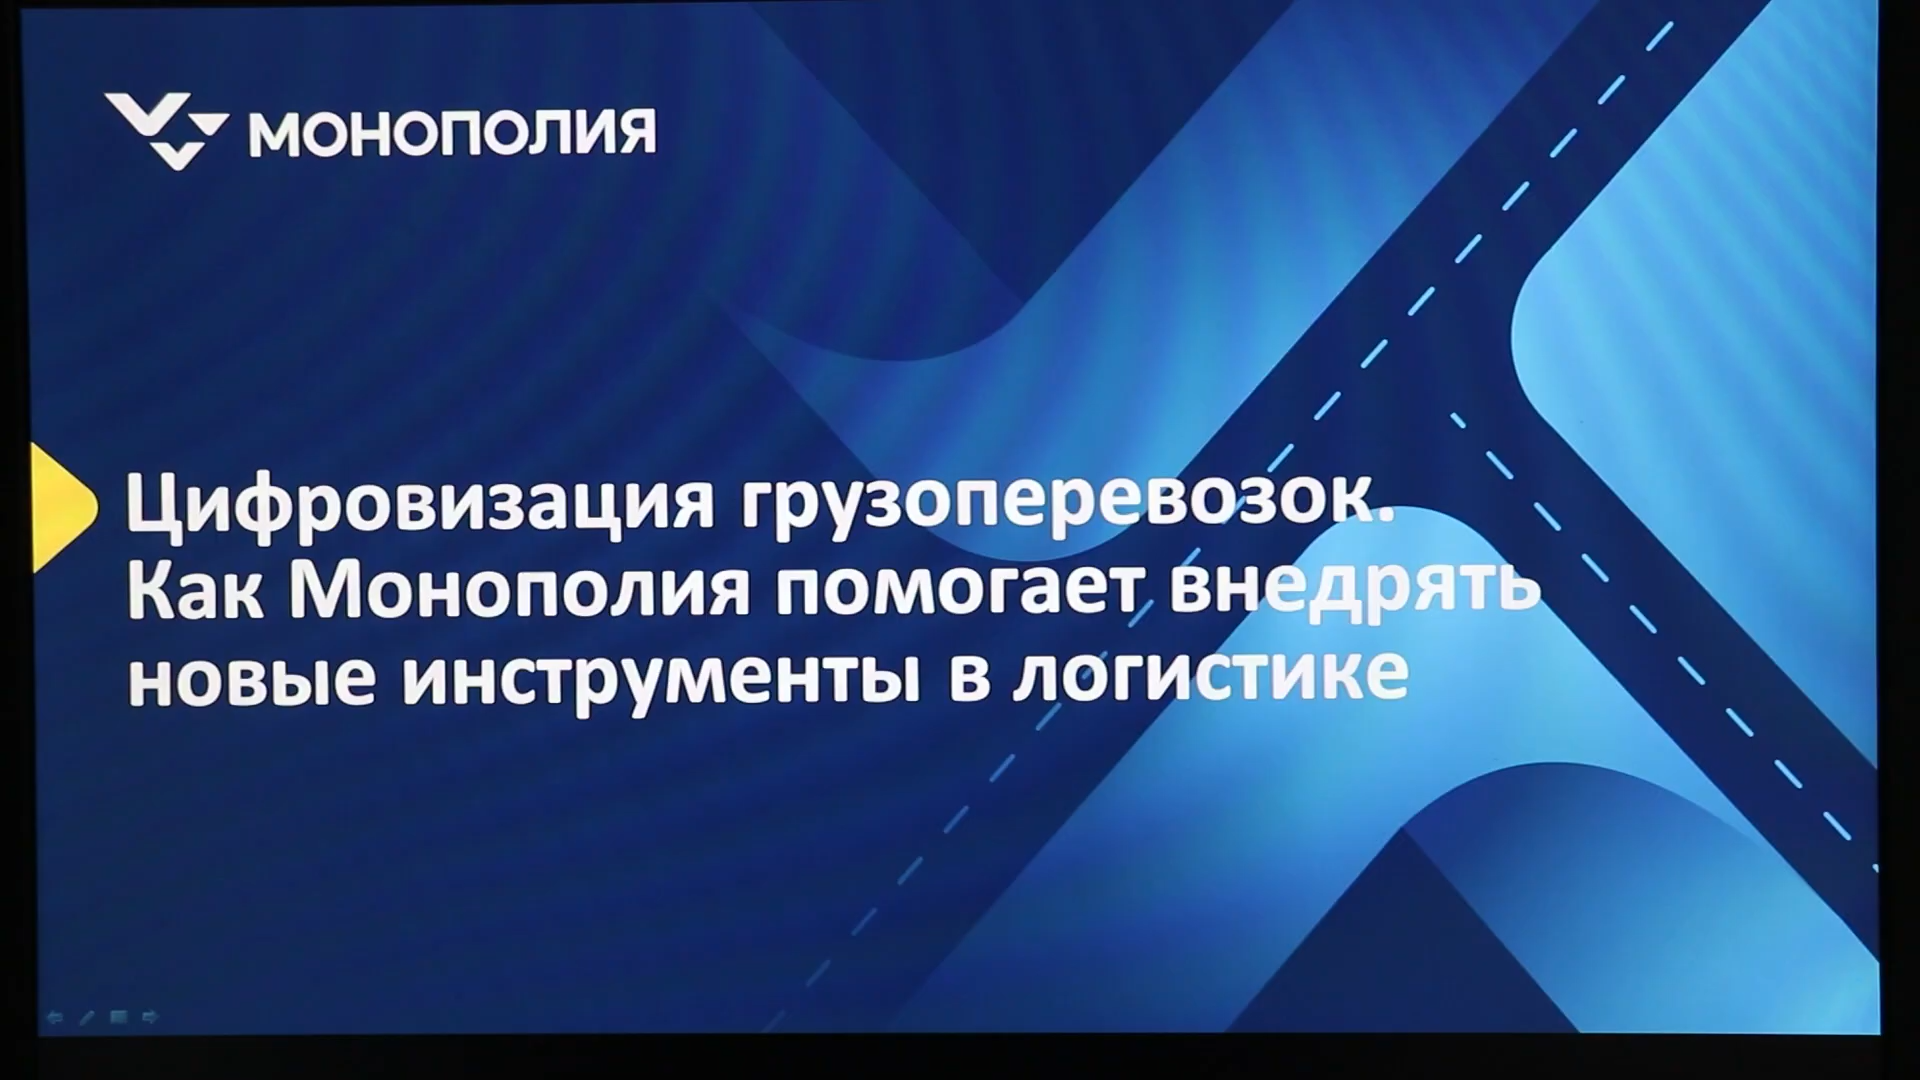 МОНОПОЛИЯ
Цифровизация грузоперевозок.
Как Монополия помогает внедрять
новые инструменты в логистике